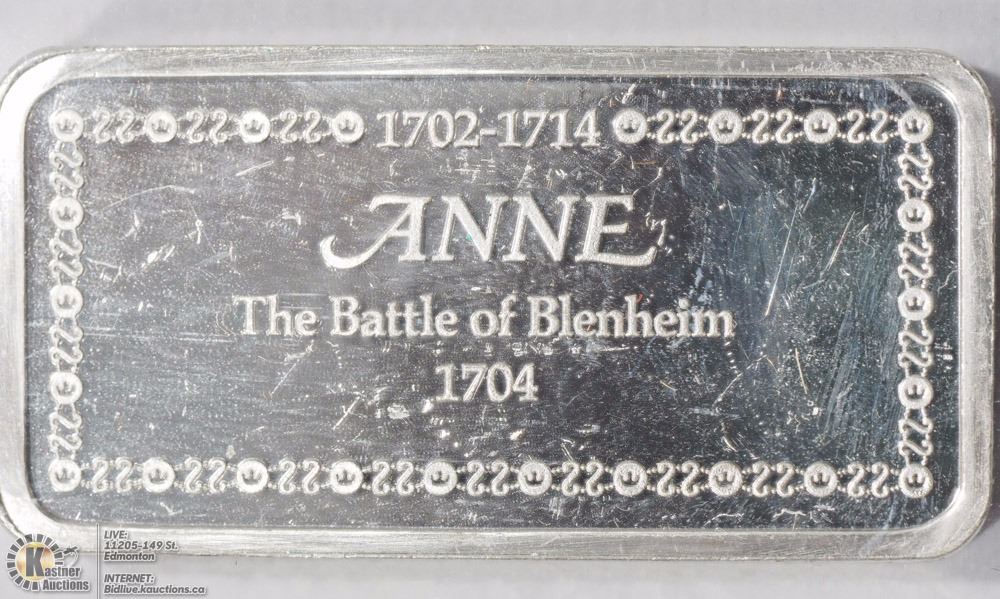 1702-1714
ANNE
The Battle of Blenheim
1704
K
Kastner
Auctions
LIVE:
11205-149 St.
Edmonton
INTERNET:
Bidlive.kauctions.ca